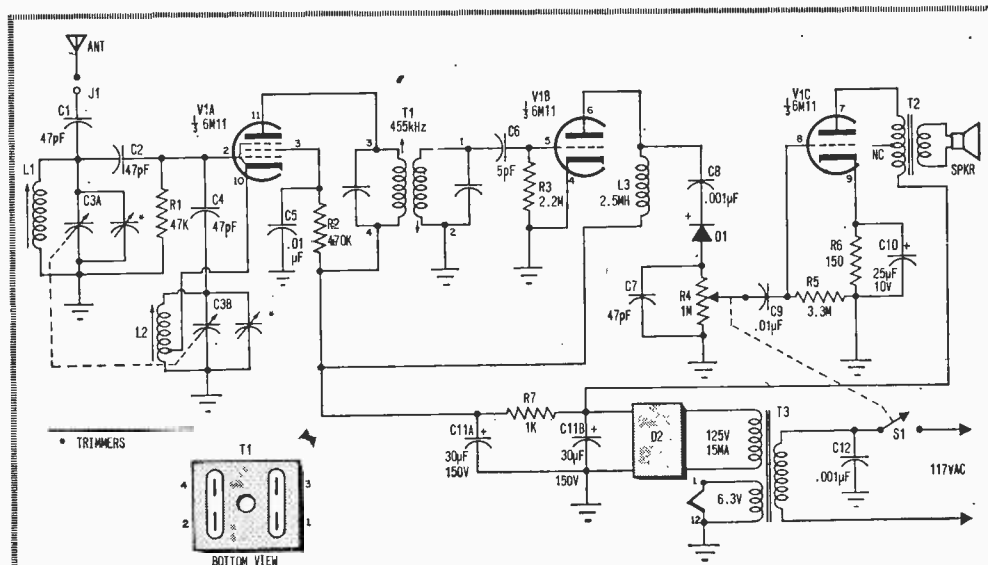 ANT
J1
C1
47pF
C2
47pF
L1
C3A
*
R1
47K
C4
47pF
V1A
⅓ 6M11
11
2
3
10
C5
.01
µF
R2
470K
L2
C3B
*
T1
455kHz
3
4
1
2
C6
5pF
R3
2.2M
V1B
⅓ 6M11
6
5
4
L3
2.5MH
C8
.001µF
+
D1
C7
47pF
R4
1M
C9
.01µF
V1C
⅓ 6M11
7
8
9
NC
T2
SPKR
R6
150
C10
+
25µF
10V
R5
3.3M
* TRIMMERS
C11A
+
30µF
150V
R7
1K
C11B
+
30µF
150V
D2
125V
15MA
1
6.3V
12
T3
C12
.001µF
S1
117VAC
T1
4
3
2
1
BOTTOM VIEW